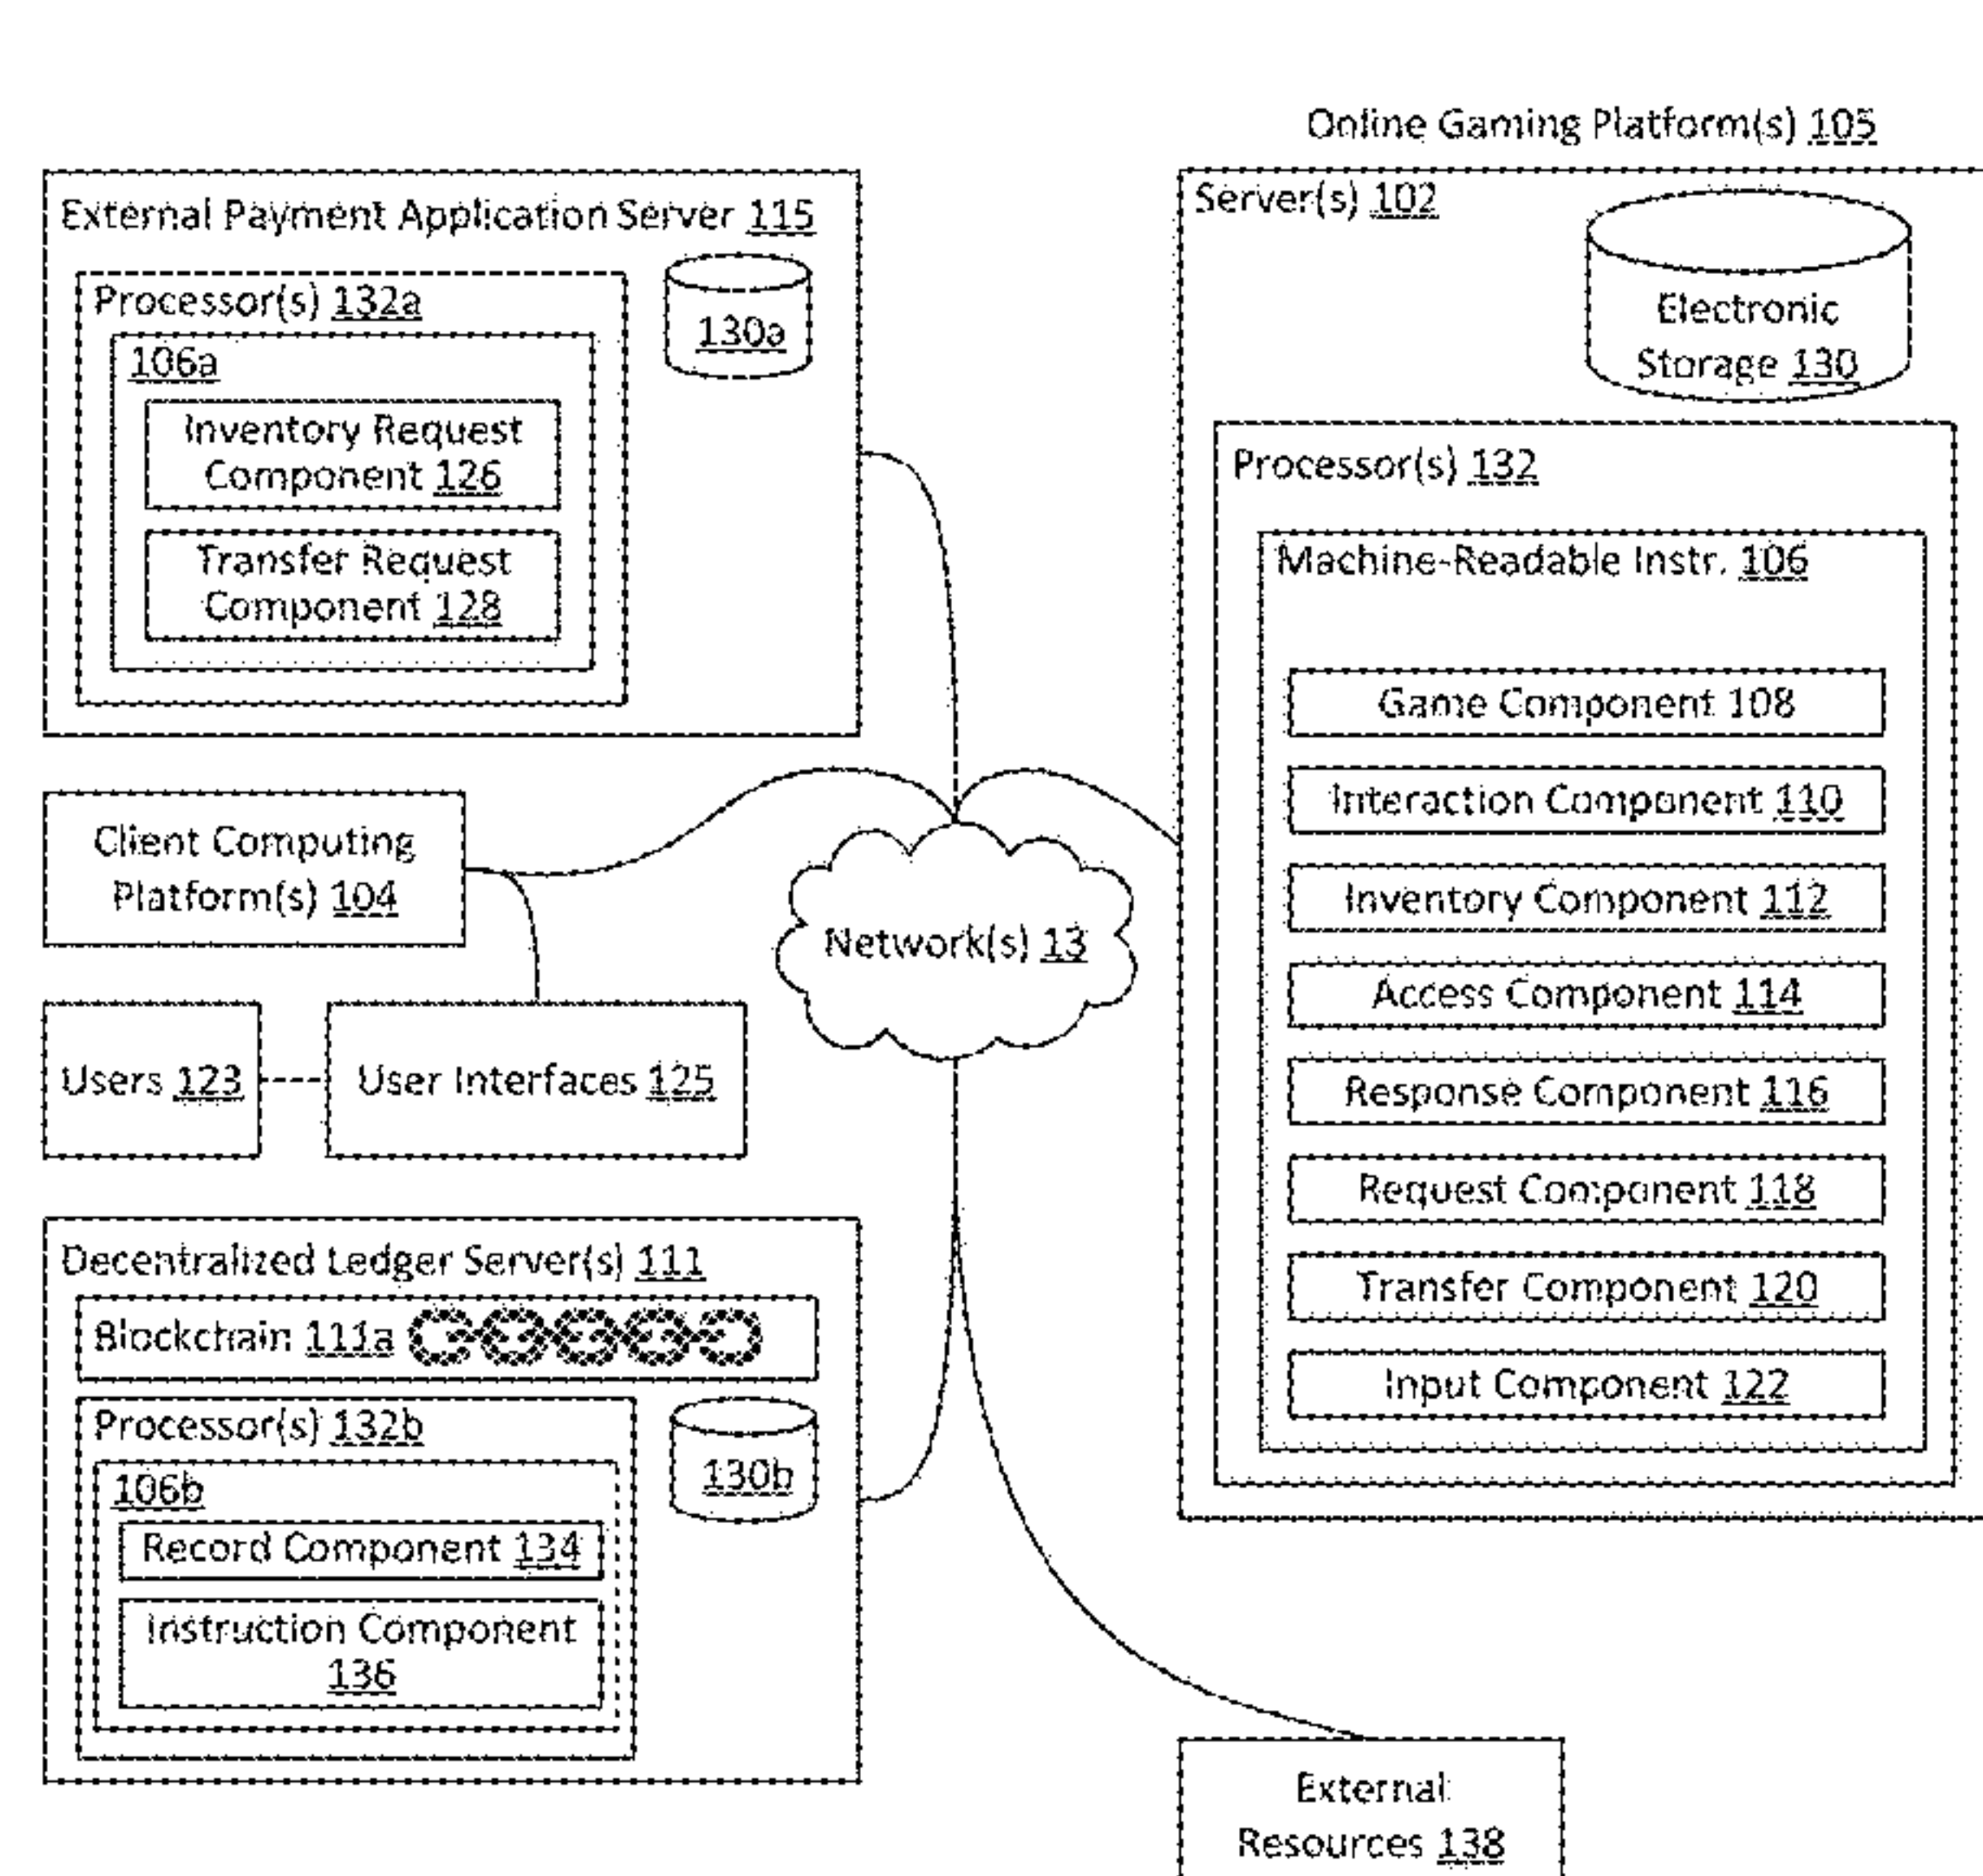 Online Gaming Platform(s) 105
External Payment Application Server 115
Processor(s) 132a
130a
106a
Inventory Request
Component 126
Transfer Request
Component 128
Server(s) 102
Electronic
Storage 130
Processor(s) 132
Machine-Readable Instr. 106
Game Component 108
Interaction Component 110
Inventory Component 112
Access Component 114
Response Component 116
Request Component 118
Transfer Component 120
Input Component 122
Client Computing
Platform(s) 104
Network(s) 13
Users 123
User Interfaces 125
Decentralized Ledger Server(s) 111
Blockchain 111a
Processor(s) 132b
130b
106b
Record Component 134
Instruction Component
136
External
Resources 138